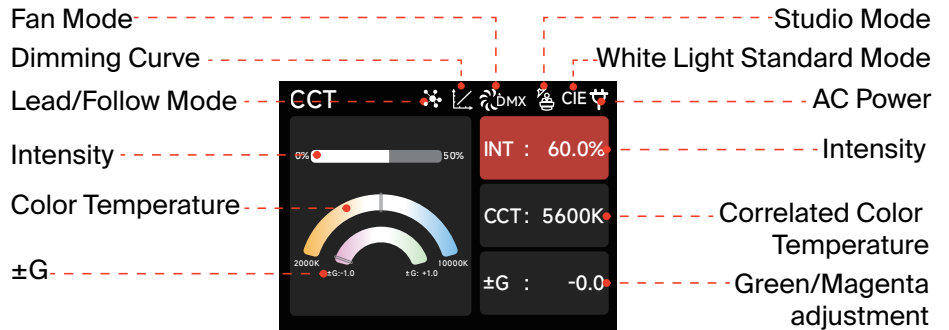 Fan Mode
Dimming Curve
Lead/Follow Mode
Intensity
Color Temperature
±G
CCT
DMX
CIE
0%
50%
2000K
10000K
±G:-1.0
±G: +1.0
INT : 60.0%
CCT: 5600K
±G : -0.0
Studio Mode
White Light Standard Mode
AC Power
Intensity
Correlated Color
Temperature
Green/Magenta
adjustment